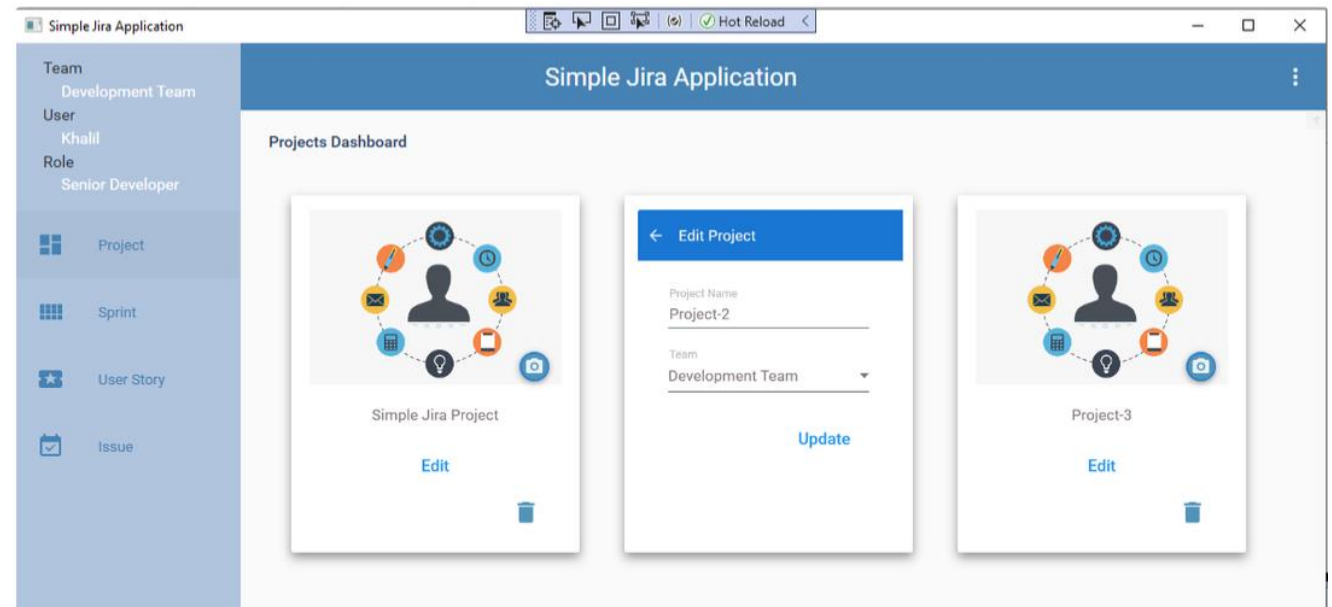 Simple Jira Application
Hot Reload
Team
Development Team
User
Khalil
Role
Senior Developer
Project
Sprint
User Story
Issue
Simple Jira Application
Projects Dashboard
Simple Jira Project
Edit
Edit Project
Project Name
Project-2
Team
Development Team
Update
Project-3
Edit